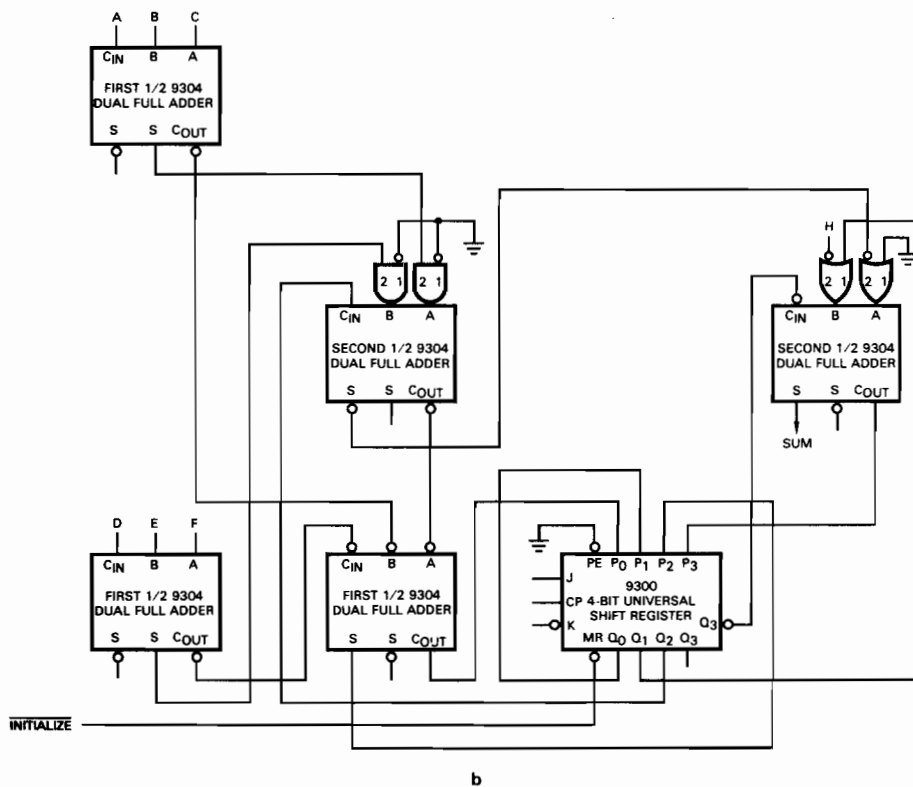 A B C
CIN B A
FIRST 1/2 9304
DUAL FULL ADDER
S S COUT
H
2 1 2 1
2 1 2 1
CIN B A
SECOND 1/2 9304
DUAL FULL ADDER
S S COUT
CIN B A
SECOND 1/2 9304
DUAL FULL ADDER
S S COUT
SUM
D E F
CIN B A
FIRST 1/2 9304
DUAL FULL ADDER
S S COUT
CIN B A
FIRST 1/2 9304
DUAL FULL ADDER
S S COUT
PE P0 P1 P2 P3
J 9300
CP 4-BIT UNIVERSAL
K SHIFT REGISTER Q3
MR Q0 Q1 Q2 Q3
INITIALIZE
b